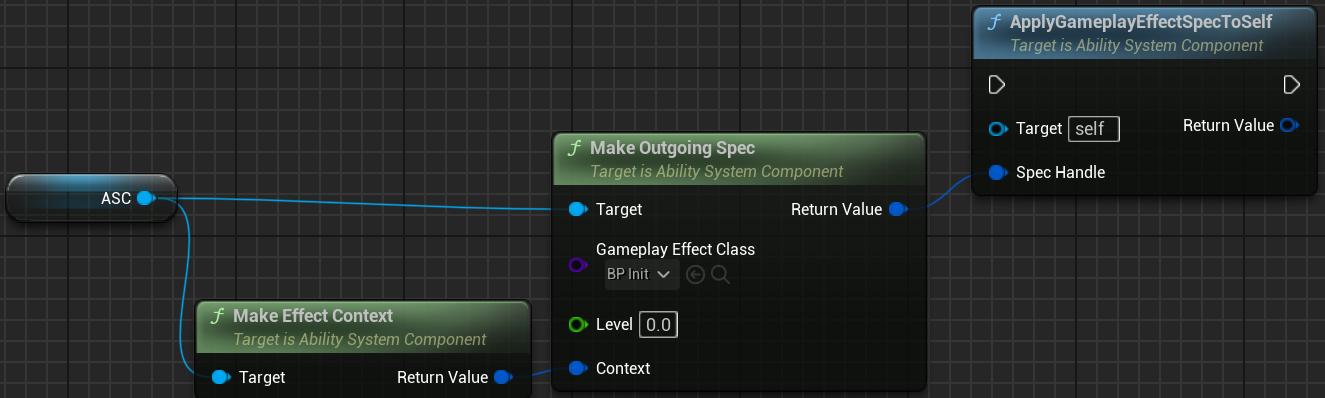 ApplyGameplayEffectSpecToSelf
Target is Ability System Component
Target self
Return Value
Spec Handle
Make Outgoing Spec
Target is Ability System Component
ASC
Target
Return Value
Gameplay Effect Class
BP Init
Level 0.0
Context
Make Effect Context
Target is Ability System Component
Target
Return Value